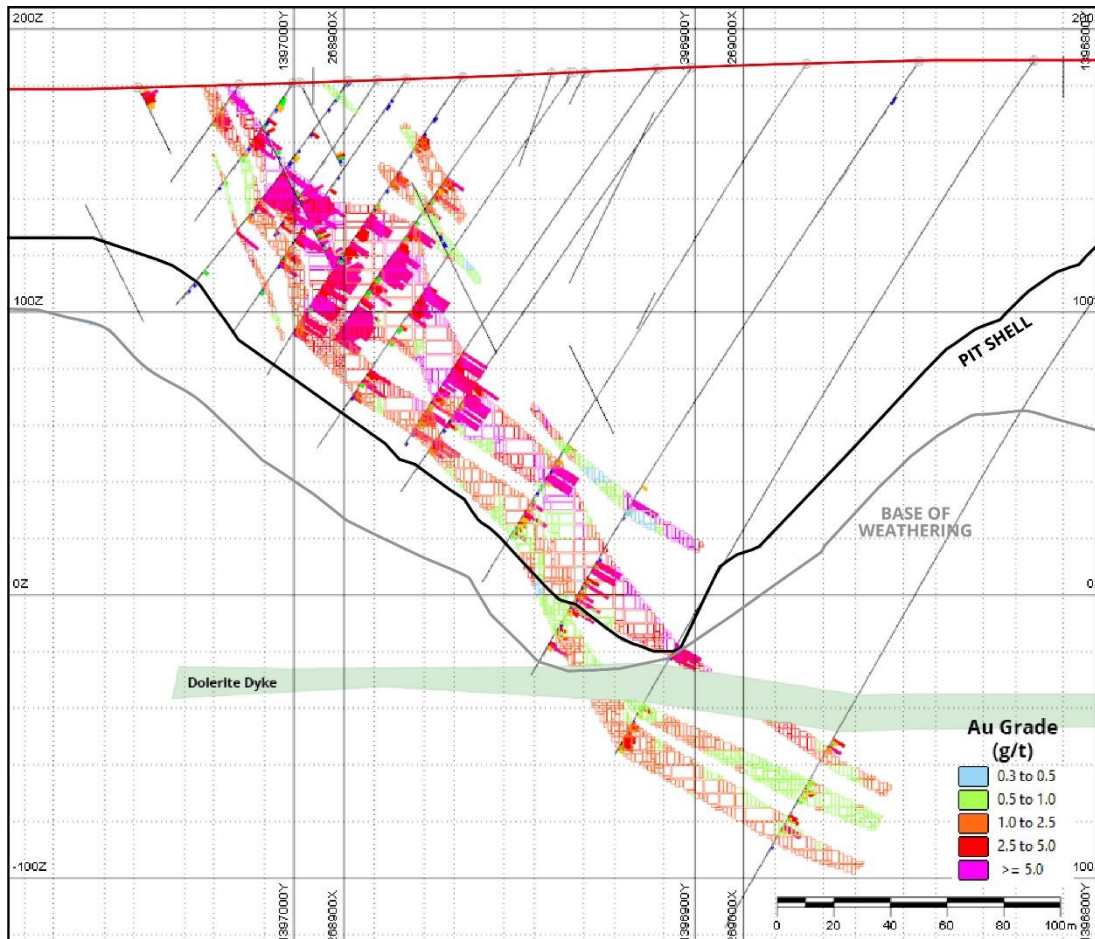 200Z
1397000Y
268900X
1396900Y
269000X
200
1396800Y
100Z
100
PIT SHELL
BASE OF
WEATHERING
0Z
0
Dolerite Dyke
Au Grade
(g/t)
0.3 to 0.5
0.5 to 1.0
1.0 to 2.5
2.5 to 5.0
>= 5.0
-100Z
100
1397000Y
268900X
1396900Y
269000X
1396800Y
0 20 40 60 80 100m